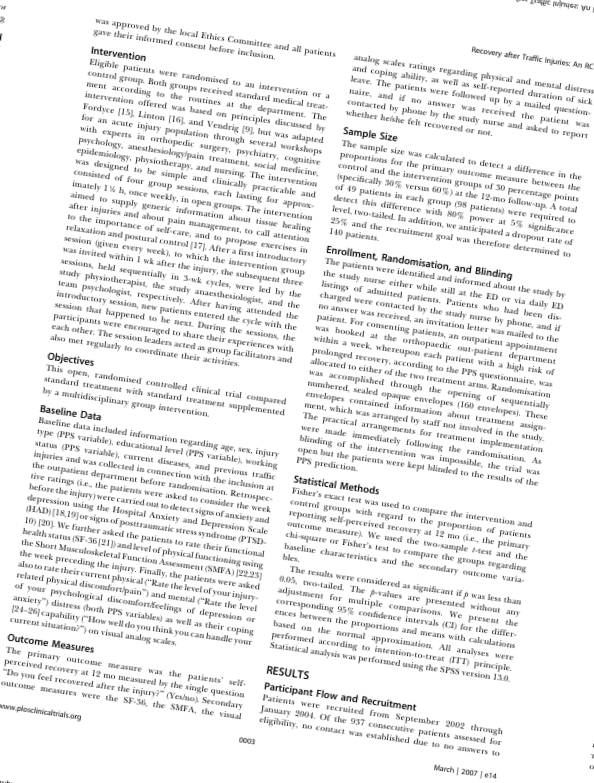 was approved by the local Ethics Committee and all patients
gave their informed consent before inclusion.
Intervention
Eligible patients were randomised to an intervention or a
control group. Both groups received standard medical treat-
ment according to the routines at the department. The
intervention offered was based on principles discussed by
Fordyce [15], Linton [16], and Vendrig [9], but was adapted
for an acute injury population through several workshops
with experts in orthopedic surgery, psychiatry, cognitive
psychology, anesthesiology/pain treatment, social medicine,
epidemiology, physiotherapy, and nursing. The intervention
was designed to be simple and clinically practicable and
consisted of four group sessions, each lasting for approx-
imately 1 ½ h, once weekly, in open groups. The intervention
aimed to supply generic information about tissue healing
after injuries and about pain management, to call attention
to the importance of self-care, and to propose exercises in
relaxation and postural control [17]. After a first introductory
session (given every week), to which the intervention group
was invited within 1 wk after the injury, the subsequent three
sessions, held sequentially in 3-wk cycles, were led by the
study physiotherapist, the study anaesthesiologist, and the
team psychologist, respectively. After having attended the
introductory session, new patients entered the cycle with the
session that happened to be next. During the sessions, the
participants were encouraged to share their experiences with
each other. The session leaders acted as group facilitators and
also met regularly to coordinate their activities.
Objectives
This open, randomised controlled clinical trial compared
standard treatment with standard treatment supplemented
by a multidisciplinary group intervention.
Baseline Data
Baseline data included information regarding age, sex, injury
type (PPS variable), educational level (PPS variable), working
status (PPS variable), current diseases, and previous traffic
injuries and was collected in connection with the inclusion at
the outpatient department before randomisation. Retrospec-
tive ratings (i.e., the patients were asked to consider the week
before the injury) were carried out to detect signs of anxiety and
depression using the Hospital Anxiety and Depression Scale
(HAD) [18,19] or signs of posttraumatic stress syndrome (PTSD-
10) [20]. We further asked the patients to rate their functional
health status (SF-36 [21]) and level of physical functioning using
the Short Musculoskeletal Function Assessment (SMFA) [22,23]
the week preceding the injury. Finally, the patients were asked
also to rate their current physical (“Rate the level of your injury-
related physical discomfort/pain”) and mental (“Rate the level
of your psychological discomfort/feelings of depression or
anxiety”) distress (both PPS variables) as well as their coping
[24–26] capability (“How well do you think you can handle your
current situation?”) on visual analog scales.
Outcome Measures
The primary outcome measure was the patients' self-
perceived recovery at 12 mo measured by the single question
“Do you feel recovered after the injury?” (Yes/no). Secondary
outcome measures were the SF-36, the SMFA, the visual
www.plosclinicaltrials.org
0003
Recovery after Traffic Injuries: An RC
analog scales ratings regarding physical and mental distress
and coping ability, as well as self-reported duration of sick
leave. The patients were followed up by a mailed question-
naire, and if no answer was received the patient was
contacted by phone by the study nurse and asked to report
whether he/she felt recovered or not.
Sample Size
The sample size was calculated to detect a difference in the
proportions for the primary outcome measure between the
control and the intervention groups of 30 percentage points
(specifically 30% versus 60%) at the 12-mo follow-up. A total
of 49 patients in each group (98 patients) were required to
detect this difference with 80% power at 5% significance
level, two-tailed. In addition, we anticipated a dropout rate of
25% and the recruitment goal was therefore determined to
140 patients.
Enrollment, Randomisation, and Blinding
The patients were identified and informed about the study by
the study nurse either while still at the ED or via daily ED
listings of admitted patients. Patients who had been dis-
charged were contacted by the study nurse by phone, and if
no answer was received, an invitation letter was mailed to the
patient. For consenting patients, an outpatient appointment
was booked at the orthopaedic out-patient department
within a week, whereupon each patient with a high risk of
prolonged recovery, according to the PPS questionnaire, was
allocated to either of the two treatment arms. Randomisation
was accomplished through the opening of sequentially
numbered, sealed opaque envelopes (160 envelopes). These
envelopes contained information about treatment assign-
ment, which was arranged by staff not involved in the study.
The practical arrangements for treatment implementation
were made immediately following the randomisation. As
blinding of the intervention was impossible, the trial was
open but the patients were kept blinded to the results of the
PPS prediction.
Statistical Methods
Fisher's exact test was used to compare the intervention and
control groups with regard to the proportion of patients
reporting self-perceived recovery at 12 mo (i.e., the primary
outcome measure). We used the two-sample t-test and the
chi-square or Fisher's test to compare the groups regarding
baseline characteristics and the secondary outcome varia-
bles.
The results were considered as significant if p was less than
0.05, two-tailed. The p-values are presented without any
adjustment for multiple comparisons. We present the
corresponding 95% confidence intervals (CI) for the differ-
ences between the proportions and means with calculations
based on the normal approximation. All analyses were
performed according to intention-to-treat (ITT) principle.
Statistical analysis was performed using the SPSS version 13.0.
RESULTS
Participant Flow and Recruitment
Patients were recruited from September 2002 through
January 2004. Of the 937 consecutive patients assessed for
eligibility, no contact was established due to no answers to
March | 2007 | e14